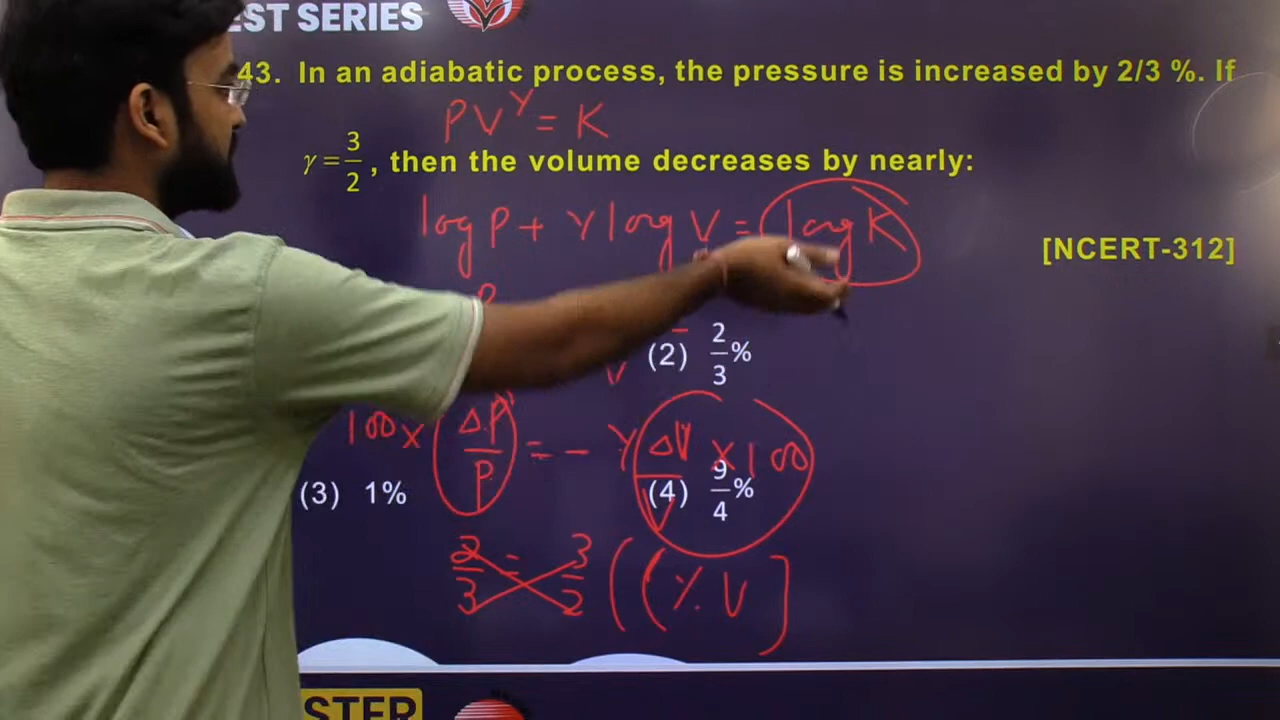 EST SERIES
43. In an adiabatic process, the pressure is increased by 2/3 %. If
PV^γ = K
γ = 3/2 , then the volume decreases by nearly:
log P + γ log V = log K
[NCERT-312]
P
(2) 2/3 %
V
100 × ΔP/P = - γ ΔV/V × 100
(3) 1%
(4) 9/4 %
2/3 = 3/2 ( ( % V ]
STER